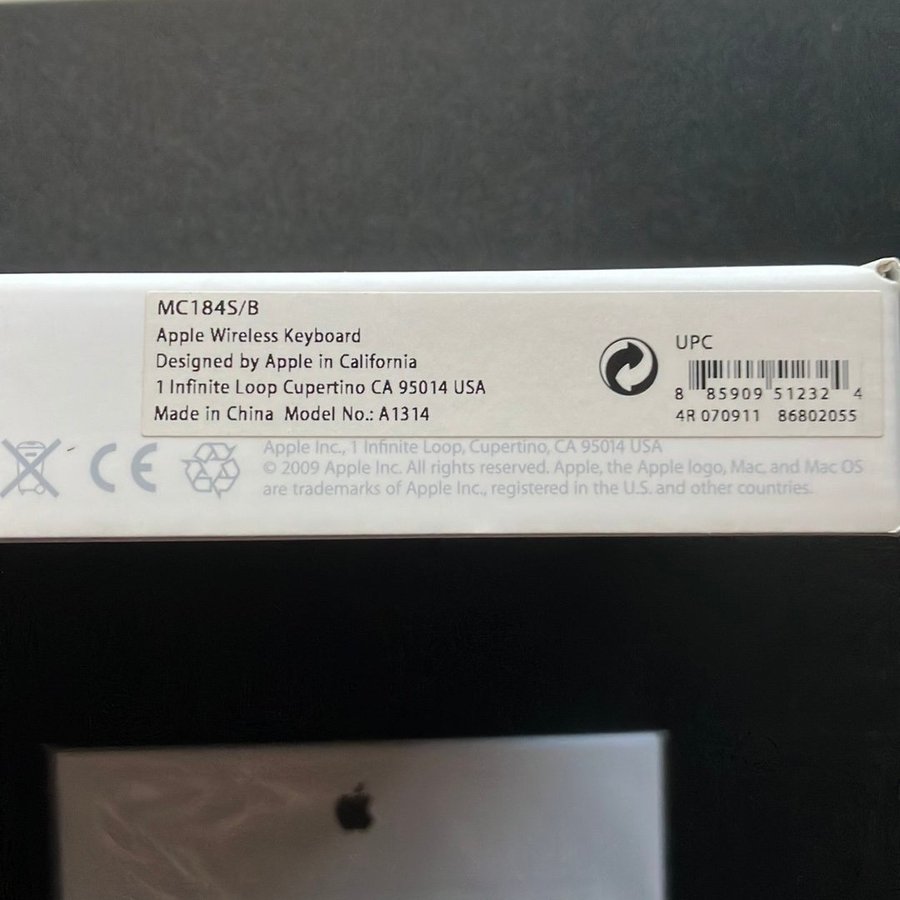 MC184S/B
Apple Wireless Keyboard
Designed by Apple in California
1 Infinite Loop Cupertino CA 95014 USA
Made in China Model No.: A1314
UPC
8 85909 51232 4
4R 070911 86802055
CE
Apple Inc., 1 Infinite Loop, Cupertino, CA 95014 USA
© 2009 Apple Inc. All rights reserved. Apple, the Apple logo, Mac, and Mac OS
are trademarks of Apple Inc., registered in the U.S. and other countries.